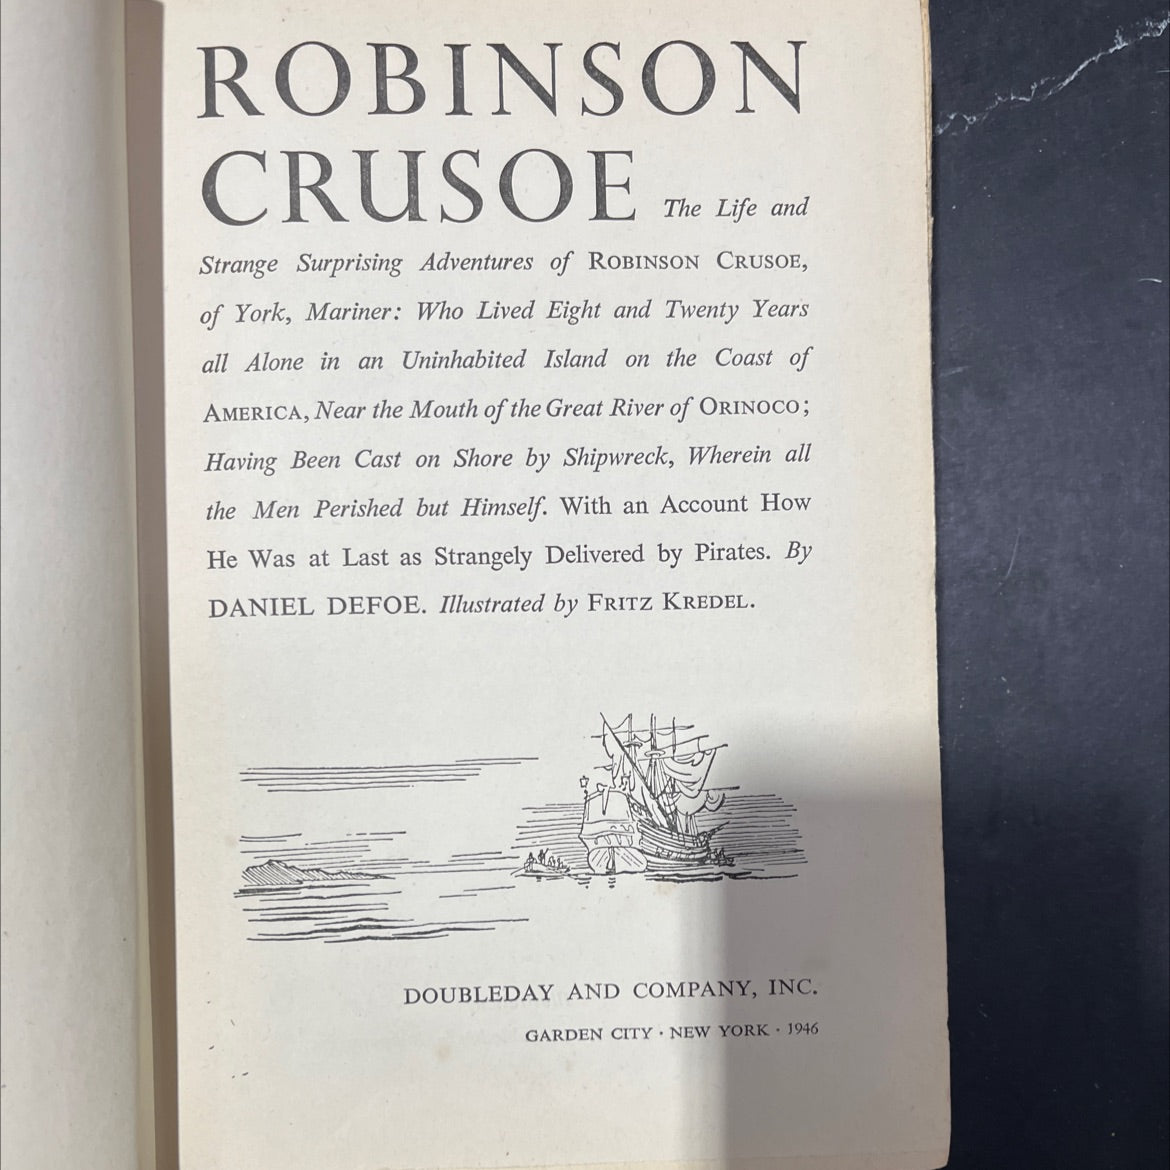 ROBINSON
CRUSOE The Life and
Strange Surprising Adventures of ROBINSON CRUSOE,
of York, Mariner: Who Lived Eight and Twenty Years
all Alone in an Uninhabited Island on the Coast of
AMERICA, Near the Mouth of the Great River of ORINOCO;
Having Been Cast on Shore by Shipwreck, Wherein all
the Men Perished but Himself. With an Account How
He Was at Last as Strangely Delivered by Pirates. By
DANIEL DEFOE. Illustrated by FRITZ KREDEL.
DOUBLEDAY AND COMPANY, INC.
GARDEN CITY · NEW YORK · 1946